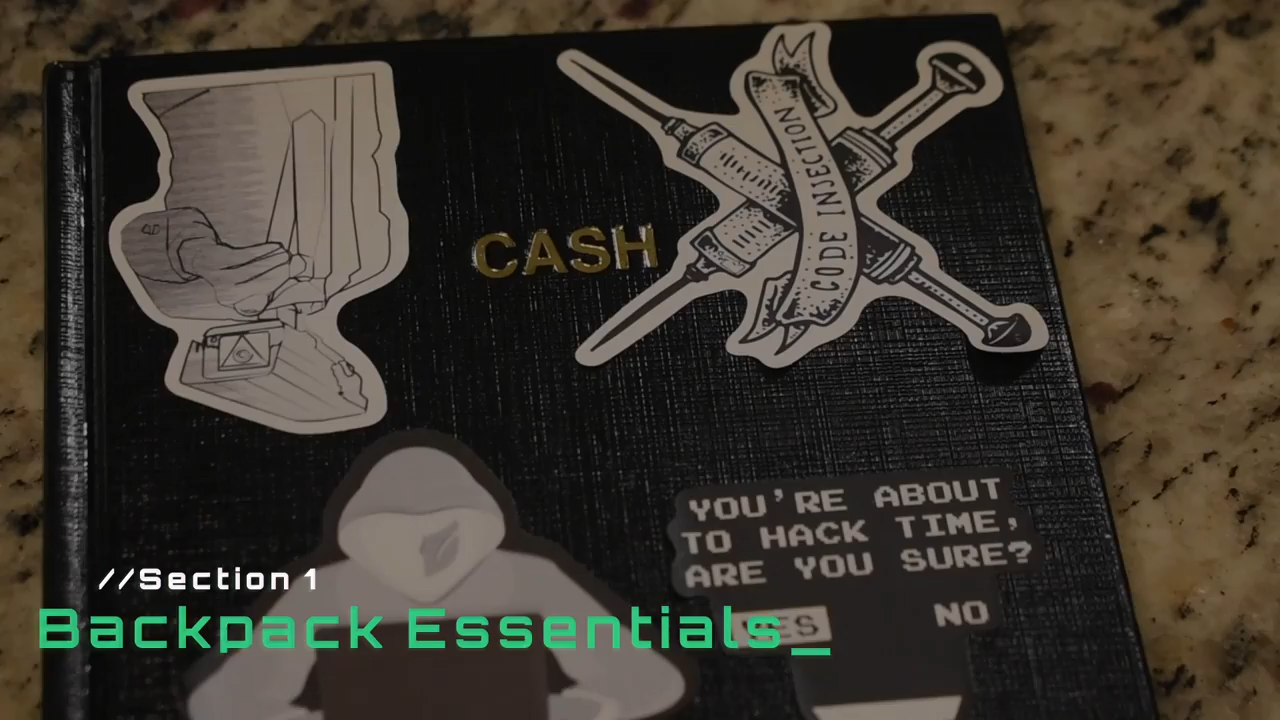 CASH
CODE INJECTION
YOU'RE ABOUT
TO HACK TIME,
ARE YOU SURE?
NO
//Section 1
Backpack Essentials_